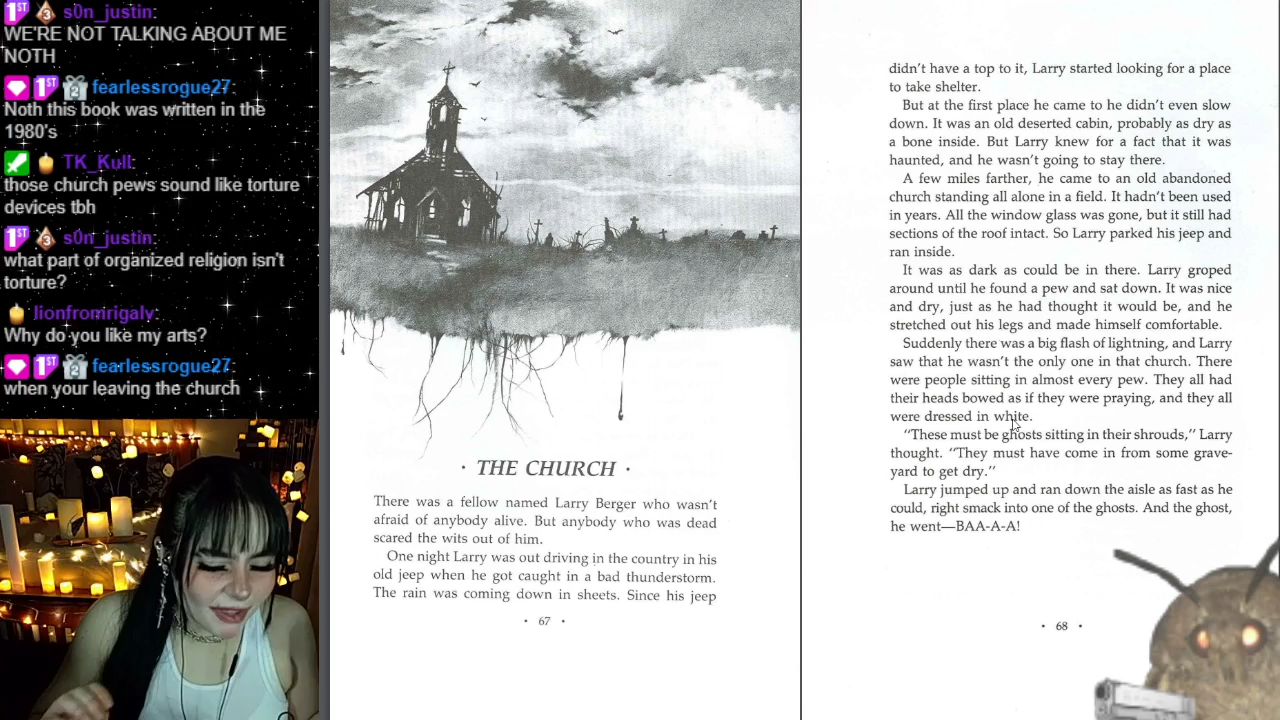 1ST 3 s0n_justin:
WE'RE NOT TALKING ABOUT ME
NOTH
1ST 2 fearlessrogue27:
Noth this book was written in the
1980's
TK_Kull:
those church pews sound like torture
devices tbh
1ST 3 s0n_justin:
what part of organized religion isn't
torture?
lionfromrigalv:
Why do you like my arts?
1ST 2 fearlessrogue27:
when your leaving the church
· THE CHURCH ·
There was a fellow named Larry Berger who wasn't
afraid of anybody alive. But anybody who was dead
scared the wits out of him.
One night Larry was out driving in the country in his
old jeep when he got caught in a bad thunderstorm.
The rain was coming down in sheets. Since his jeep
· 67 ·
didn't have a top to it, Larry started looking for a place
to take shelter.
But at the first place he came to he didn't even slow
down. It was an old deserted cabin, probably as dry as
a bone inside. But Larry knew for a fact that it was
haunted, and he wasn't going to stay there.
A few miles farther, he came to an old abandoned
church standing all alone in a field. It hadn't been used
in years. All the window glass was gone, but it still had
sections of the roof intact. So Larry parked his jeep and
ran inside.
It was as dark as could be in there. Larry groped
around until he found a pew and sat down. It was nice
and dry, just as he had thought it would be, and he
stretched out his legs and made himself comfortable.
Suddenly there was a big flash of lightning, and Larry
saw that he wasn't the only one in that church. There
were people sitting in almost every pew. They all had
their heads bowed as if they were praying, and they all
were dressed in white.
"These must be ghosts sitting in their shrouds," Larry
thought. "They must have come in from some grave-
yard to get dry."
Larry jumped up and ran down the aisle as fast as he
could, right smack into one of the ghosts. And the ghost,
he went—BAA-A-A!
· 68 ·